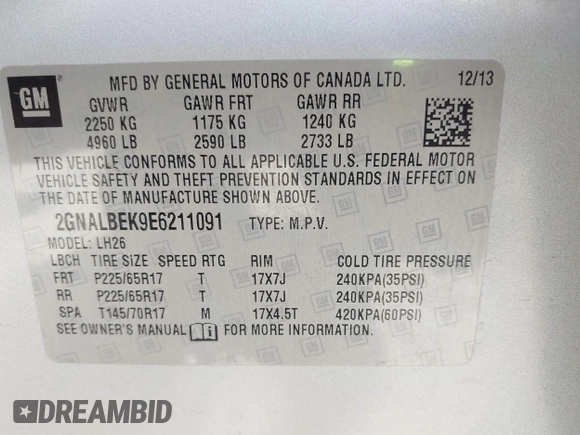 GM
MFD BY GENERAL MOTORS OF CANADA LTD. 12/13
GVWR GAWR FRT GAWR RR
2250 KG 1175 KG 1240 KG
4960 LB 2590 LB 2733 LB
THIS VEHICLE CONFORMS TO ALL APPLICABLE U.S. FEDERAL MOTOR
VEHICLE SAFETY AND THEFT PREVENTION STANDARDS IN EFFECT ON
THE DATE OF MANUFACTURE SHOWN ABOVE.
2GNALBEK9E6211091 TYPE: M.P.V.
MODEL: LH26
LBCH TIRE SIZE SPEED RTG RIM COLD TIRE PRESSURE
FRT P225/65R17 T 17X7J 240KPA(35PSI)
RR P225/65R17 T 17X7J 240KPA(35PSI)
SPA T145/70R17 M 17X4.5T 420KPA(60PSI)
SEE OWNER'S MANUAL FOR MORE INFORMATION.
DREAMBID